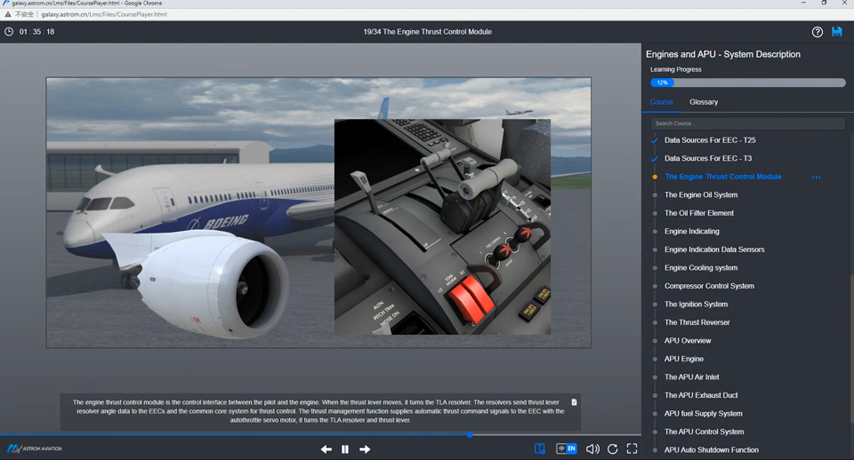 galaxy.astrom.cn/Lms/Files/CoursePlayer.html - Google Chrome
不安全 | galaxy.astrom.cn/Lms/Files/CoursePlayer.html
01 : 35 : 18
19/34 The Engine Thrust Control Module
BOEING
The engine thrust control module is the control interface between the pilot and the engine. When the thrust lever moves, it turns the TLA resolver. The resolvers send thrust lever
resolver angle data to the EECs and the common core system for thrust control. The thrust management function supplies automatic thrust command signals to the EEC with the
autothrottle servo motor, it turns the TLA resolver and thrust lever.
ASTROM AVIATION
中 EN
Engines and APU - System Description
Learning Progress
12%
Course Glossary
Search Course...
Data Sources For EEC - T25
Data Sources For EEC - T3
The Engine Thrust Control Module
The Engine Oil System
The Oil Filter Element
Engine Indicating
Engine Indication Data Sensors
Engine Cooling system
Compressor Control System
The Ignition System
The Thrust Reverser
APU Overview
APU Engine
The APU Air Inlet
The APU Exhaust Duct
APU fuel Supply System
The APU Control System
APU Auto Shutdown Function